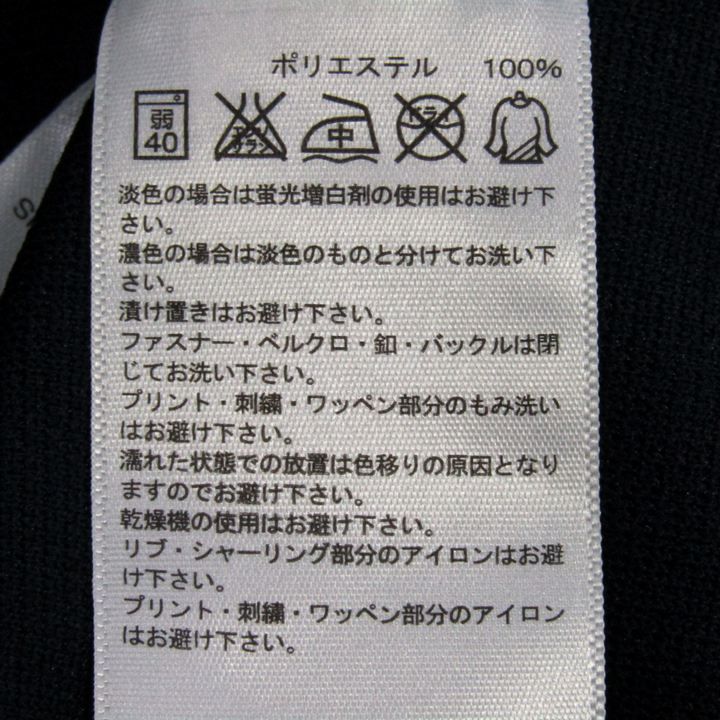 ポリエステル 100%
弱 40 エンソ サラシ 中 ドライ
淡色の場合は蛍光増白剤の使用はお避け下
さい。
濃色の場合は淡色のものと分けてお洗い下
さい。
漬け置きはお避け下さい。
ファスナー・ベルクロ・釦・バックルは閉
じてお洗い下さい。
プリント・刺繍・ワッペン部分のもみ洗い
はお避け下さい。
濡れた状態での放置は色移りの原因となり
ますのでお避け下さい。
乾燥機の使用はお避け下さい。
リブ・シャーリング部分のアイロンはお避
け下さい。
プリント・刺繍・ワッペン部分のアイロン
はお避け下さい。